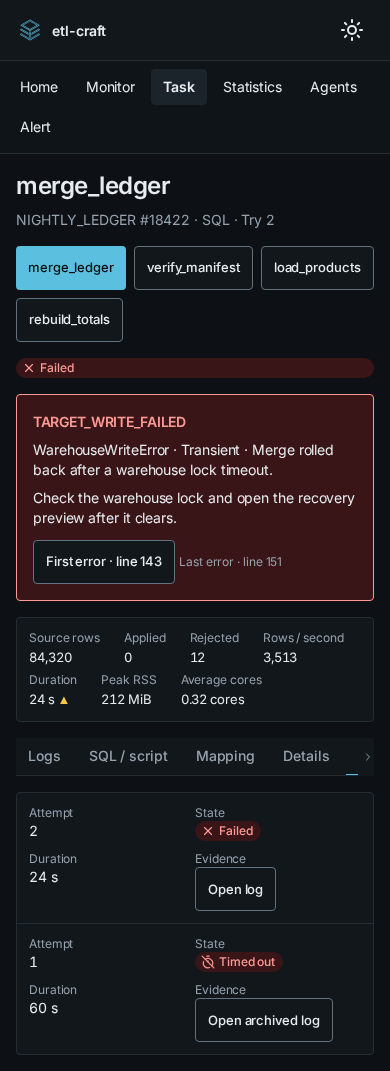 etl-craft
Home Monitor Task Statistics Agents
Alert
merge_ledger
NIGHTLY_LEDGER #18422 · SQL · Try 2
merge_ledger verify_manifest load_products
rebuild_totals
Failed
TARGET_WRITE_FAILED
WarehouseWriteError · Transient · Merge rolled
back after a warehouse lock timeout.
Check the warehouse lock and open the recovery
preview after it clears.
First error · line 143 Last error · line 151
Source rows Applied Rejected Rows / second
84,320 0 12 3,513
Duration Peak RSS Average cores
24 s 212 MiB 0.32 cores
Logs SQL / script Mapping Details
Attempt State
2 Failed
Duration Evidence
24 s Open log
Attempt State
1 Timed out
Duration Evidence
60 s Open archived log